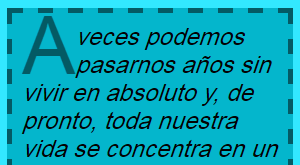 A veces podemos
pasarnos años sin
vivir en absoluto y, de
pronto, toda nuestra
vida se concentra en un